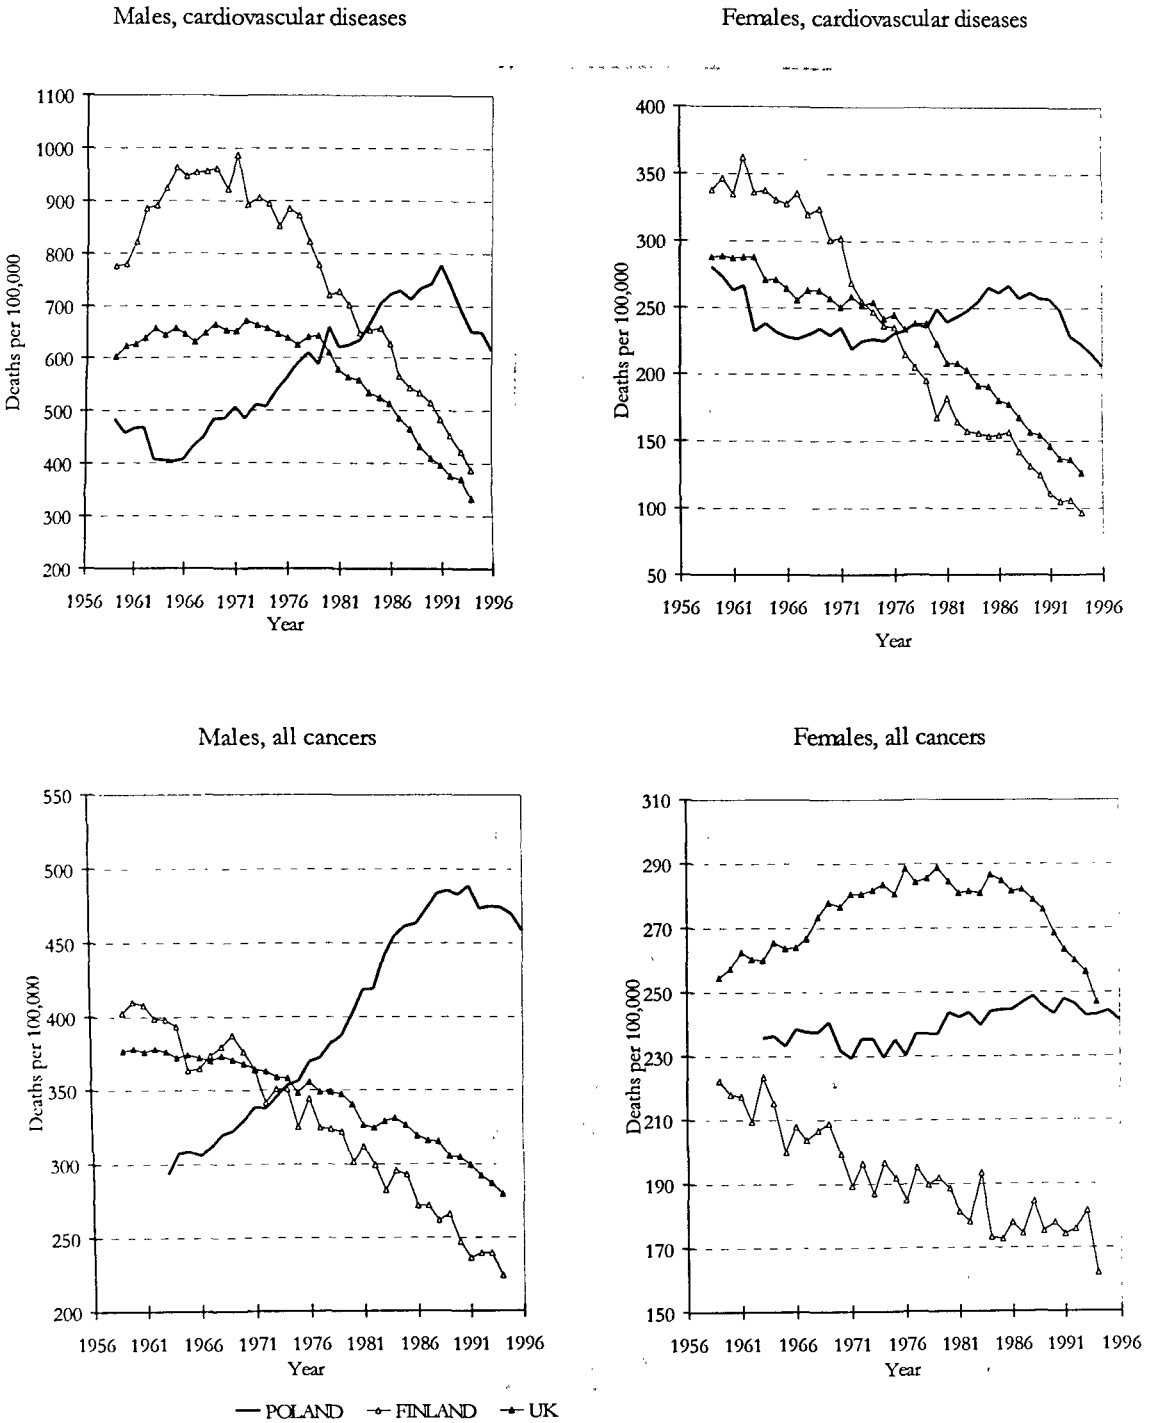 Males, cardiovascular diseases
Females, cardiovascular diseases
Deaths per 100,000
1100
1000
900
800
700
600
500
400
300
200
1956 1961 1966 1971 1976 1981 1986 1991 1996
Year
Deaths per 100,000
400
350
300
250
200
150
100
50
1956 1961 1966 1971 1976 1981 1986 1991 1996
Year
Males, all cancers
Females, all cancers
Deaths per 100,000
550
500
450
400
350
300
250
200
1956 1961 1966 1971 1976 1981 1986 1991 1996
Year
Deaths per 100,000
310
290
270
250
230
210
190
170
150
1956 1961 1966 1971 1976 1981 1986 1991 1996
Year
POLAND FINLAND UK